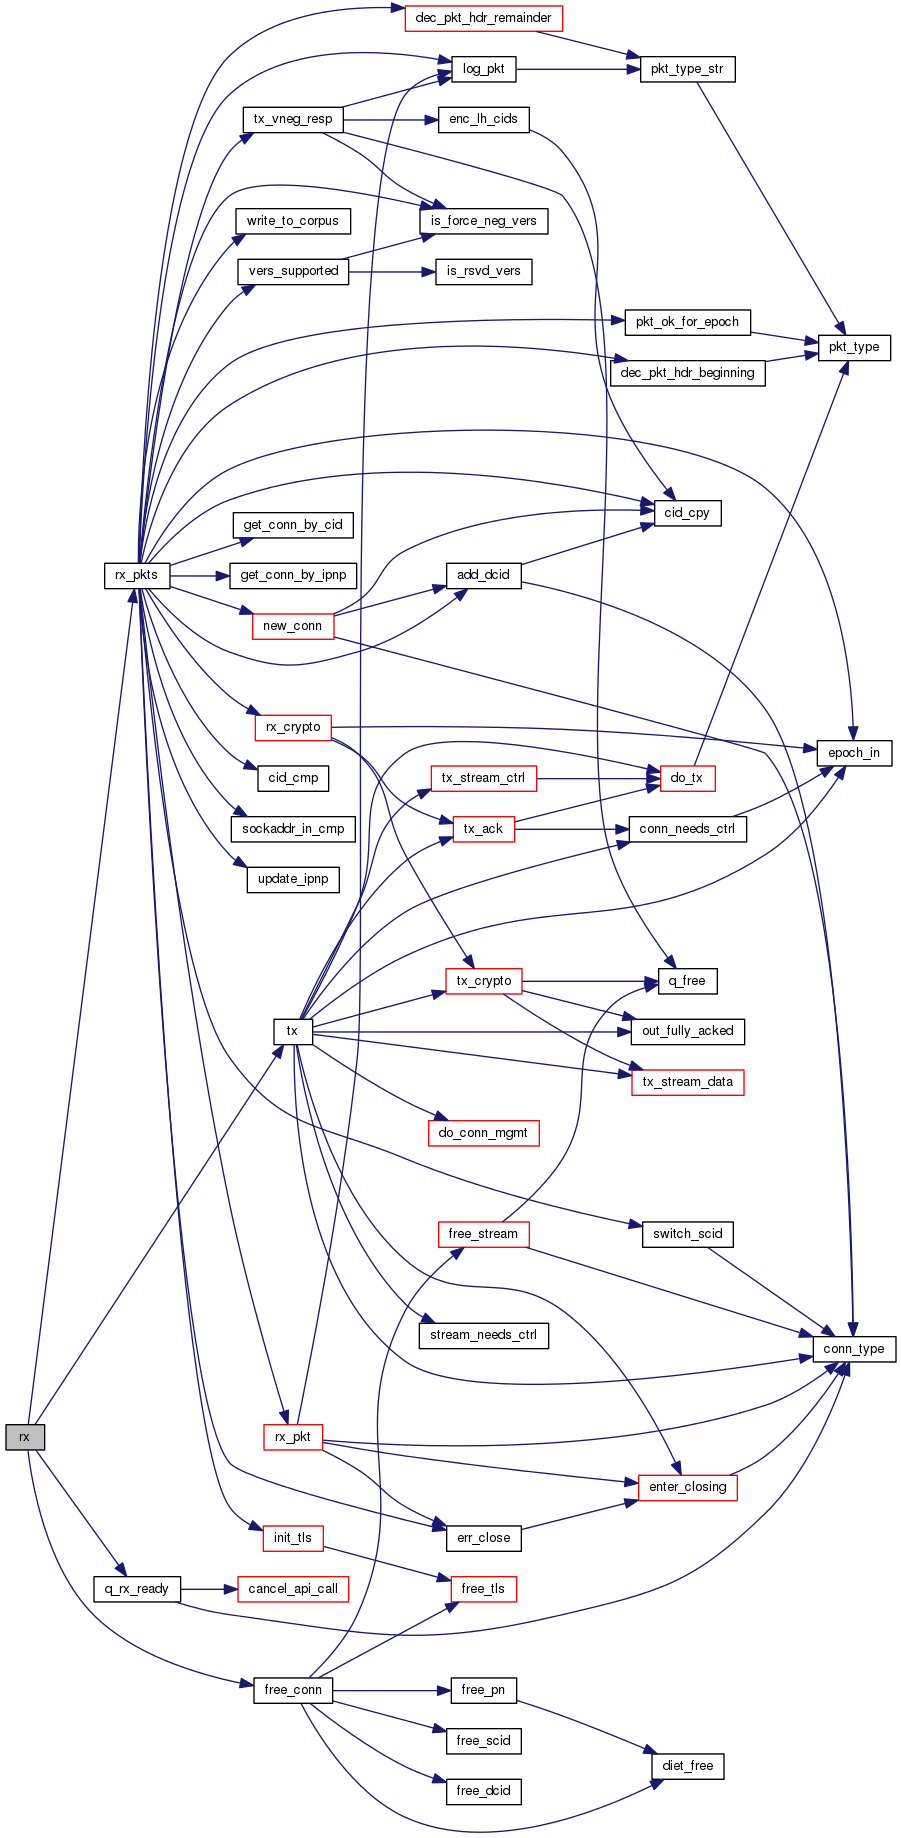 dec_pkt_hdr_remainder
log_pkt
pkt_type_str
tx_vneg_resp
enc_lh_cids
write_to_corpus
is_force_neg_vers
vers_supported
is_rsvd_vers
pkt_ok_for_epoch
pkt_type
dec_pkt_hdr_beginning
get_conn_by_cid
cid_cpy
rx_pkts
get_conn_by_ipnp
add_dcid
new_conn
rx_crypto
epoch_in
cid_cmp
tx_stream_ctrl
do_tx
sockaddr_in_cmp
tx_ack
conn_needs_ctrl
update_ipnp
tx_crypto
q_free
tx
out_fully_acked
tx_stream_data
do_conn_mgmt
free_stream
switch_scid
stream_needs_ctrl
conn_type
rx
rx_pkt
enter_closing
init_tls
err_close
q_rx_ready
cancel_api_call
free_tls
free_conn
free_pn
free_scid
diet_free
free_dcid